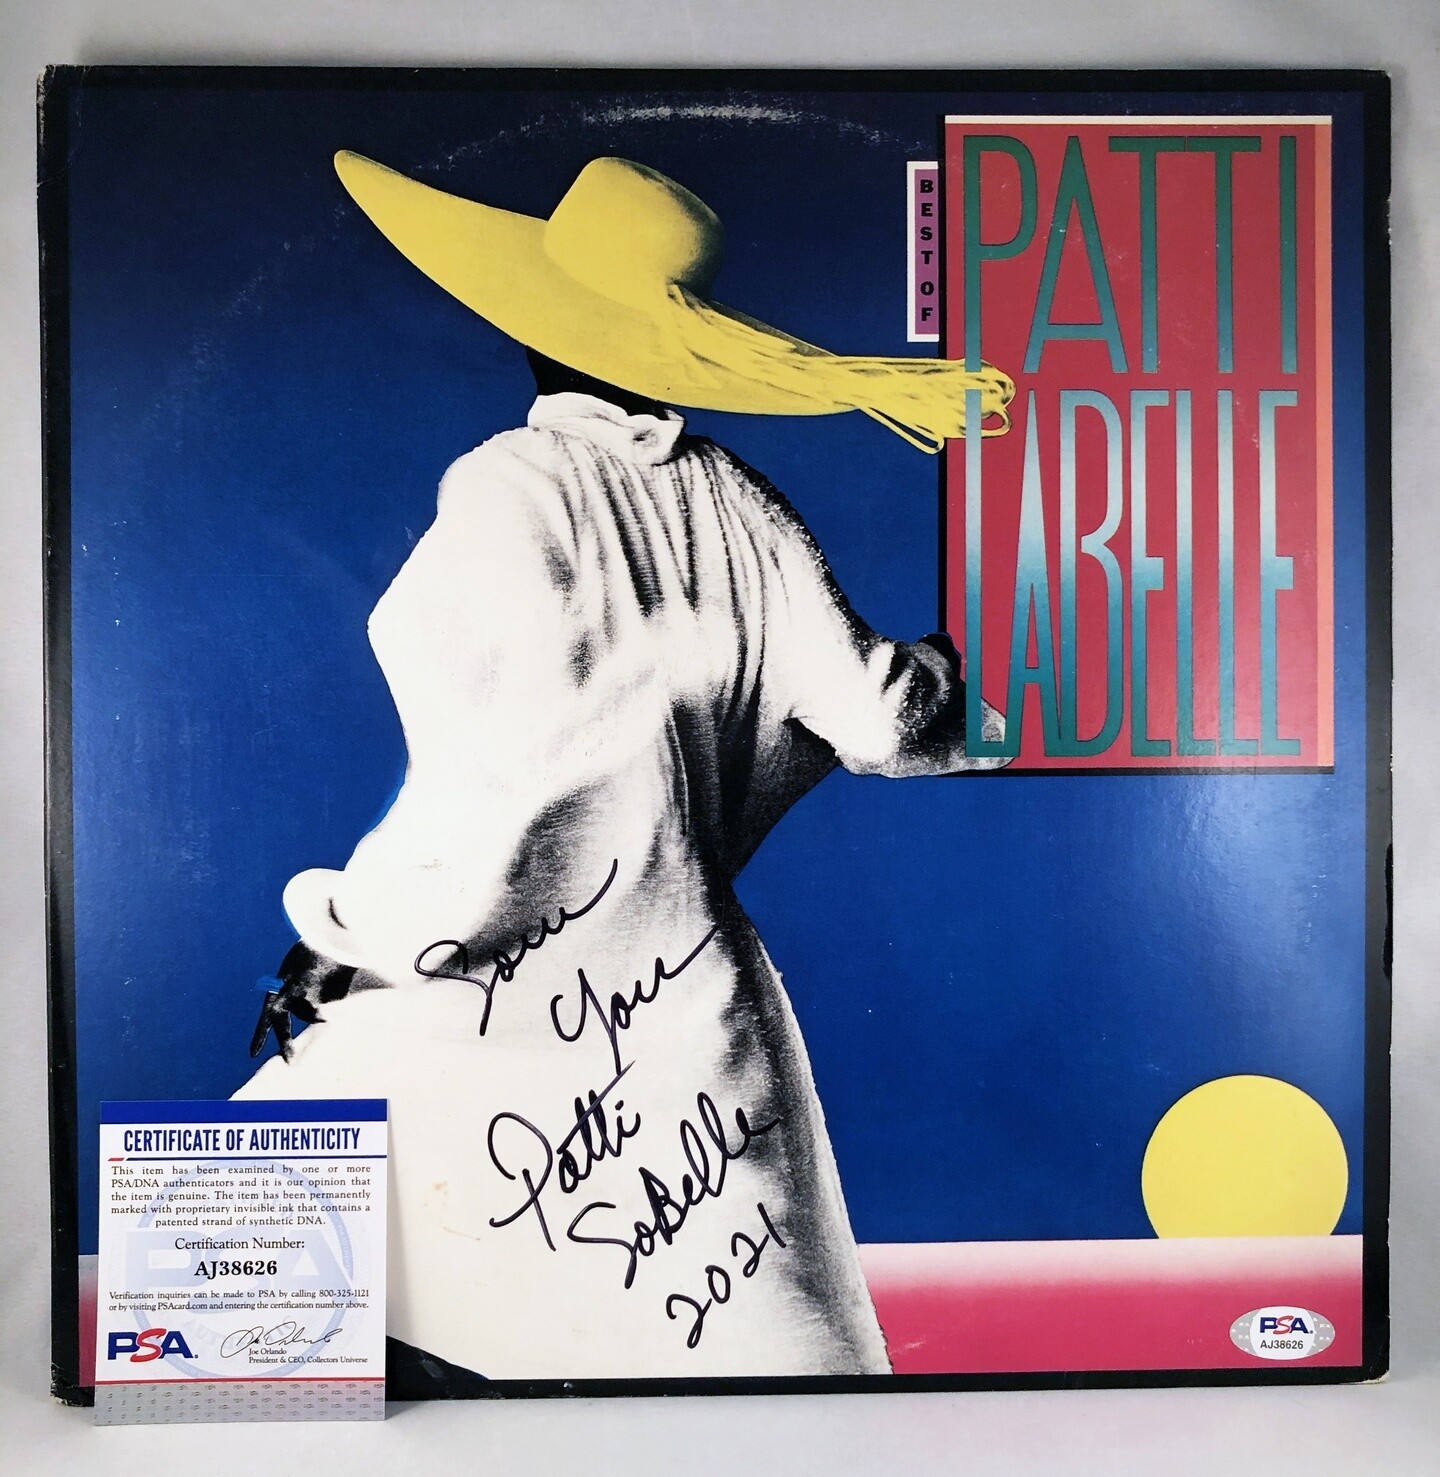 BEST OF
PATTI
LABELLE
Love
You
Patti
LaBelle
2021
CERTIFICATE OF AUTHENTICITY
This item has been examined by one or more
PSA/DNA authenticators and it is our opinion that
the item is genuine. The item has been permanently
marked with proprietary invisible ink that contains a
patented strand of synthetic DNA.
Certification Number:
AJ38626
Verification inquiries can be made to PSA by calling 800-325-1121
or by visiting PSAcard.com and entering the certification number above.
PSA.
Joe Orlando
President & CEO, Collectors Universe
PSA.
AJ38626